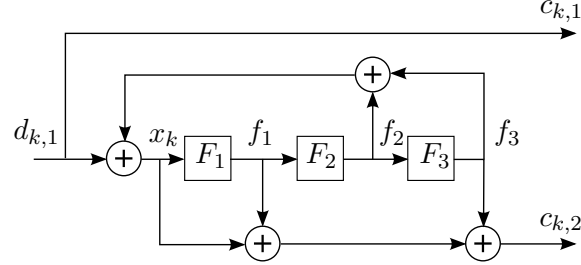 c_{k,1}
d_{k,1}
+
+
x_k
F_1
f_1
F_2
f_2
F_3
f_3
+
+
c_{k,2}